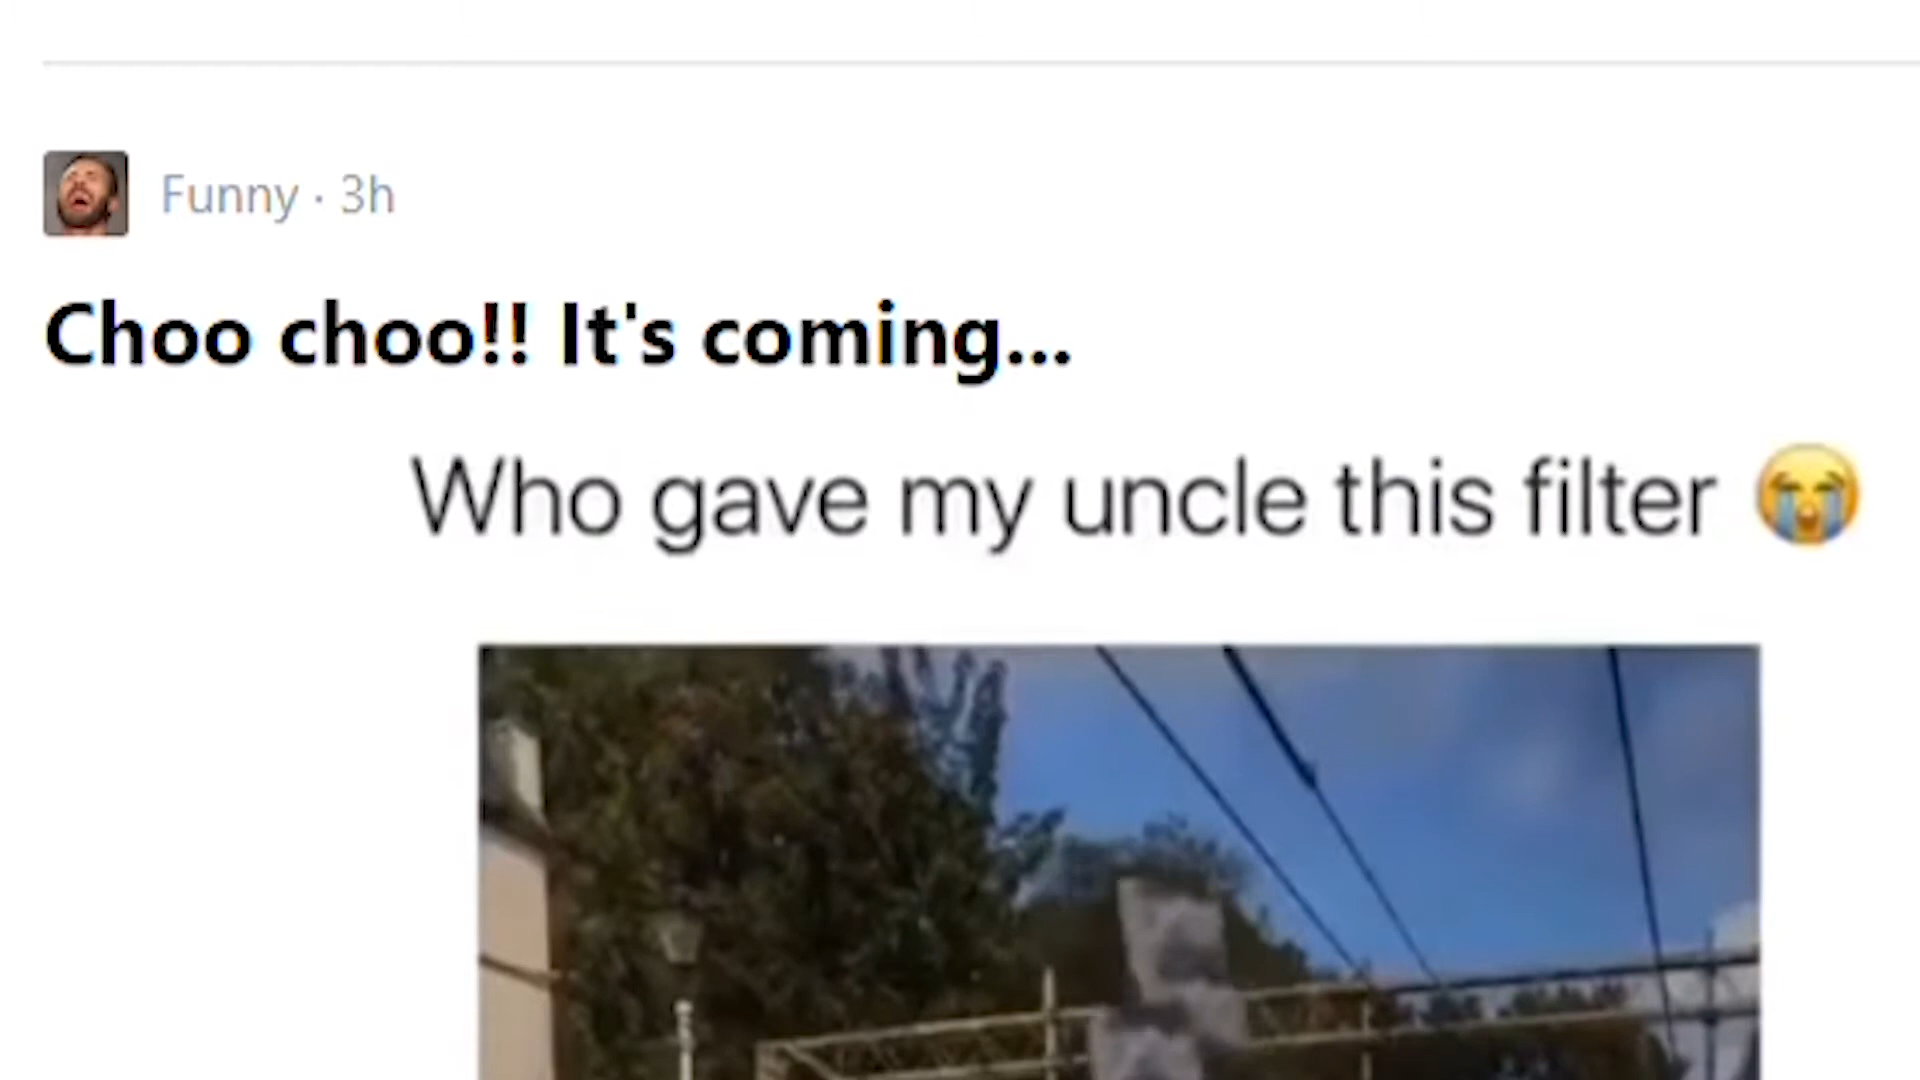 Funny · 3h
Choo choo!! It's coming...
Who gave my uncle this filter 😭